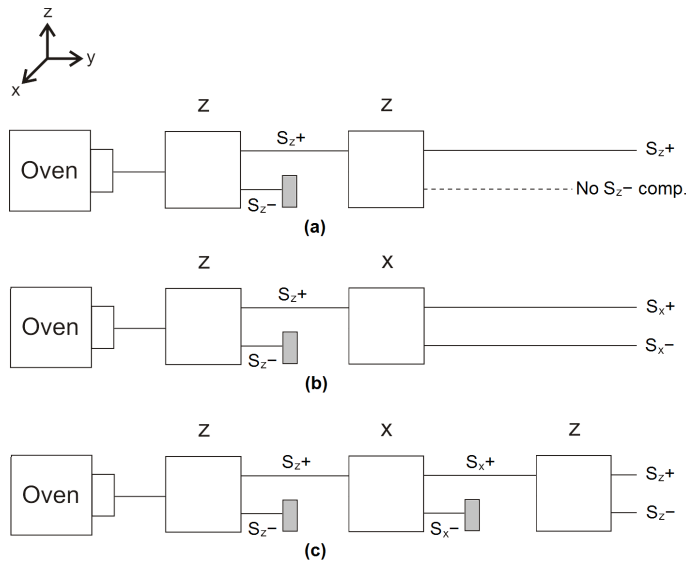 z
y
x
Z Z
Oven
Sz+
Sz−
Sz+
No Sz− comp.
(a)
Z X
Oven
Sz+
Sz−
Sx+
Sx−
(b)
Z X Z
Oven
Sz+
Sz−
Sx+
Sx−
Sz+
Sz−
(c)